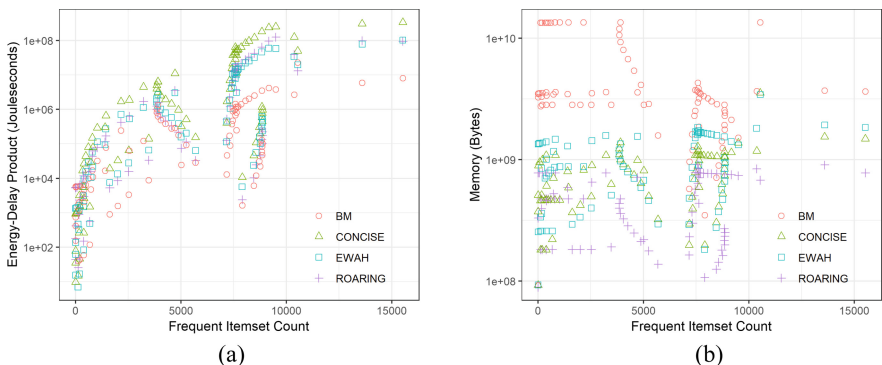 1e+08
1e+06
1e+04
1e+02
Energy-Delay Product (Jouleseconds)
BM
CONCISE
EWAH
ROARING
0 5000 10000 15000
Frequent Itemset Count
(a)
1e+10
1e+09
1e+08
Memory (Bytes)
BM
CONCISE
EWAH
ROARING
0 5000 10000 15000
Frequent Itemset Count
(b)